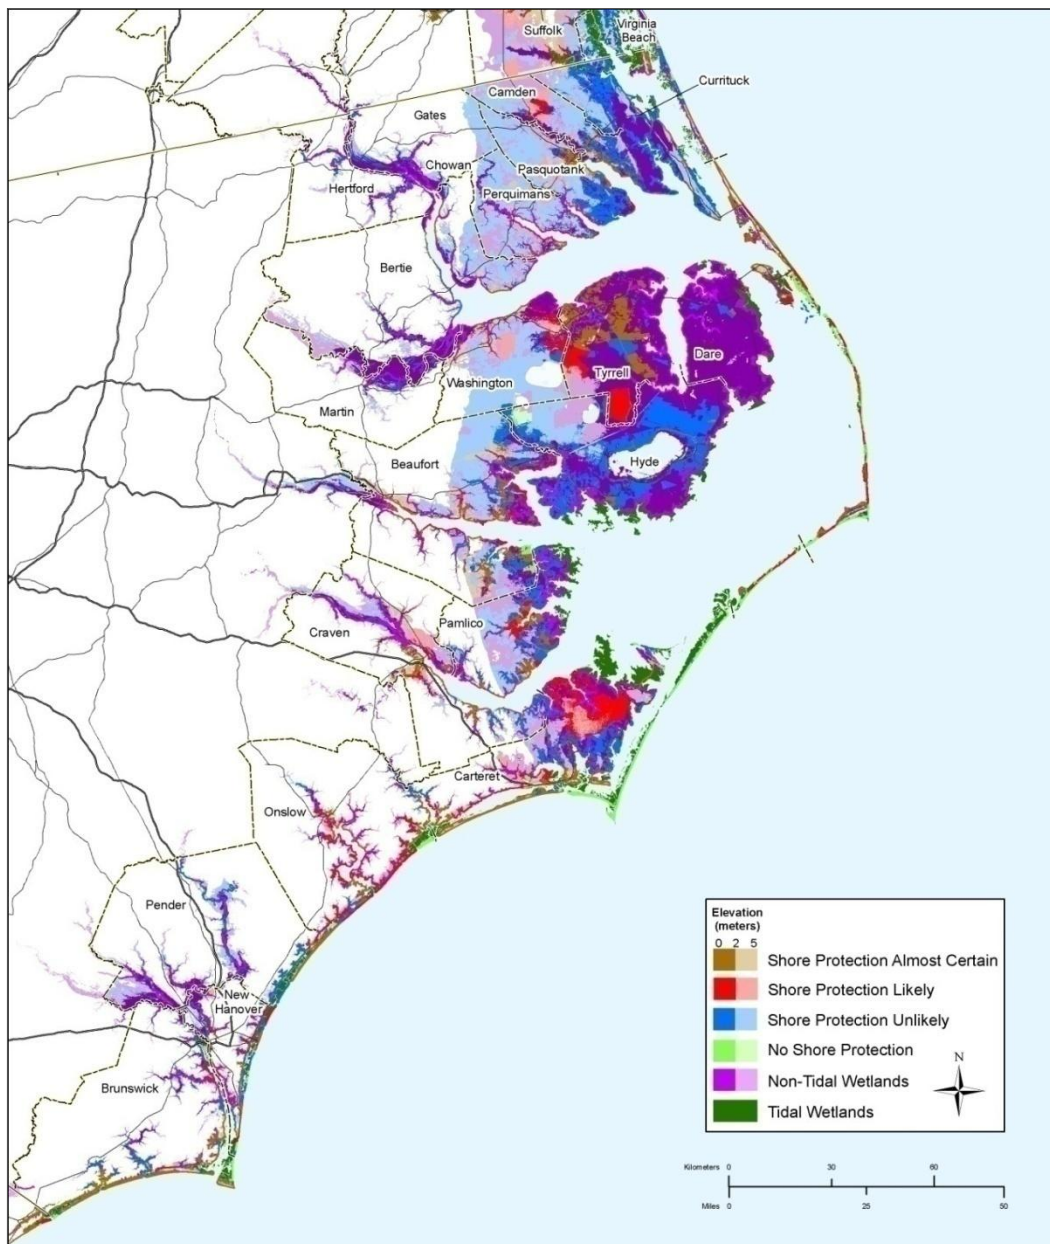 Suffolk
Virginia
Beach
Currituck
Camden
Gates
Chowan
Pasquotank
Hertford
Perquimans
Bertie
Dare
Tyrrell
Washington
Martin
Hyde
Beaufort
Pamlico
Craven
Carteret
Onslow
Pender
New
Hanover
Brunswick
Elevation
(meters)
0 2 5
Shore Protection Almost Certain
Shore Protection Likely
Shore Protection Unlikely
No Shore Protection
Non-Tidal Wetlands
Tidal Wetlands
N
Kilometers 0 30 60
Miles 0 25 50